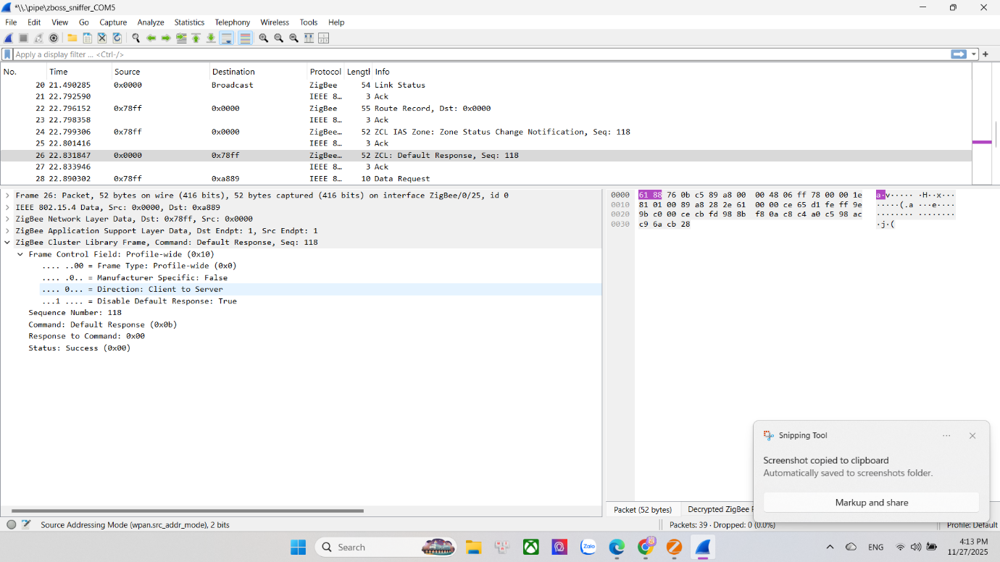 *\\.\pipe\zboss_sniffer_COM5
File Edit View Go Capture Analyze Statistics Telephony Wireless Tools Help
Apply a display filter ... <Ctrl-/>
No. Time Source Destination Protocol Lengtl Info
20 21.490285 0x0000 Broadcast ZigBee 54 Link Status
21 22.792590 IEEE 8… 3 Ack
22 22.796152 0x78ff 0x0000 ZigBee 55 Route Record, Dst: 0x0000
23 22.798358 IEEE 8… 3 Ack
24 22.799306 0x78ff 0x0000 ZigBee… 52 ZCL IAS Zone: Zone Status Change Notification, Seq: 118
25 22.801416 IEEE 8… 3 Ack
26 22.831847 0x0000 0x78ff ZigBee… 52 ZCL: Default Response, Seq: 118
27 22.833946 IEEE 8… 3 Ack
28 22.890302 0x78ff 0xa889 IEEE 8… 10 Data Request
Frame 26: Packet, 52 bytes on wire (416 bits), 52 bytes captured (416 bits) on interface ZigBee/0/25, id 0
IEEE 802.15.4 Data, Src: 0x0000, Dst: 0xa889
ZigBee Network Layer Data, Dst: 0x78ff, Src: 0x0000
ZigBee Application Support Layer Data, Dst Endpt: 1, Src Endpt: 1
ZigBee Cluster Library Frame, Command: Default Response, Seq: 118
Frame Control Field: Profile-wide (0x10)
.... ..00 = Frame Type: Profile-wide (0x0)
.... .0.. = Manufacturer Specific: False
.... 0... = Direction: Client to Server
...1 .... = Disable Default Response: True
Sequence Number: 118
Command: Default Response (0x0b)
Response to Command: 0x00
Status: Success (0x00)
0000 61 88 76 0b c5 89 a8 00 00 48 06 ff 78 00 00 1e a·v····· ·H··x···
0010 81 01 00 89 a8 28 2e 61 00 00 ce 65 d1 fe ff 9e ·····(.a ···e····
0020 9b c0 00 ce cb fd 98 8b f8 0a c8 c4 a0 c5 98 ac ········ ········
0030 c9 6a cb 28 ·j·(
Snipping Tool
Screenshot copied to clipboard
Automatically saved to screenshots folder.
Markup and share
Packet (52 bytes) Decrypted ZigBee
Source Addressing Mode (wpan.src_addr_mode), 2 bits Packets: 39 · Dropped: 0 (0.0%) Profile: Default
Search Zalo ENG 4:13 PM
11/27/2025